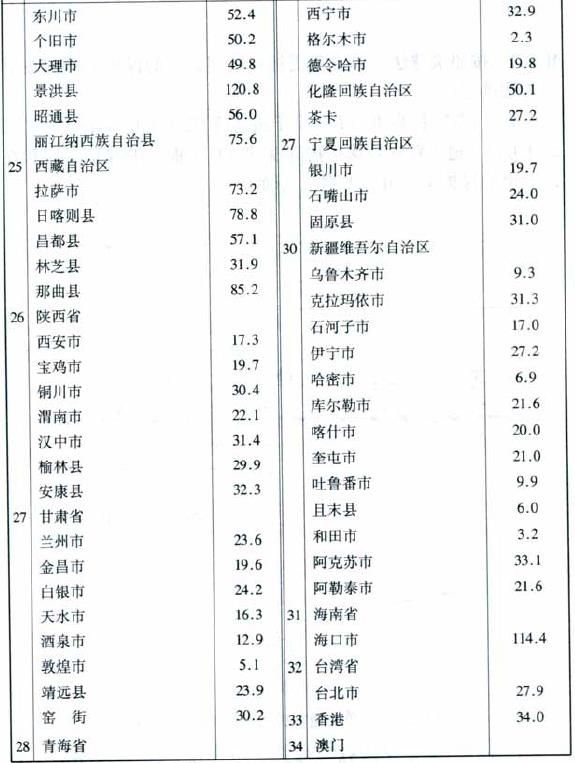 东川市 52.4
个旧市 50.2
大理市 49.8
景洪县 120.8
昭通县 56.0
丽江纳西族自治县 75.6
25 西藏自治区
拉萨市 73.2
日喀则县 78.8
昌都县 57.1
林芝县 31.9
那曲县 85.2
26 陕西省
西安市 17.3
宝鸡市 19.7
铜川市 30.4
渭南市 22.1
汉中市 31.4
榆林县 29.9
安康县 32.3
27 甘肃省
兰州市 23.6
金昌市 19.6
白银市 24.2
天水市 16.3
酒泉市 12.9
敦煌市 5.1
靖远县 23.9
窑 街 30.2
28 青海省
西宁市 32.9
格尔木市 2.3
德令哈市 19.8
化隆回族自治区 50.1
茶卡 27.2
27 宁夏回族自治区
银川市 19.7
石嘴山市 24.0
固原县 31.0
30 新疆维吾尔自治区
乌鲁木齐市 9.3
克拉玛依市 31.3
石河子市 17.0
伊宁市 27.2
哈密市 6.9
库尔勒市 21.6
喀什市 20.0
奎屯市 21.0
吐鲁番市 9.9
且末县 6.0
和田市 3.2
阿克苏市 33.1
阿勒泰市 21.6
31 海南省
海口市 114.4
32 台湾省
台北市 27.9
33 香港 34.0
34 澳门